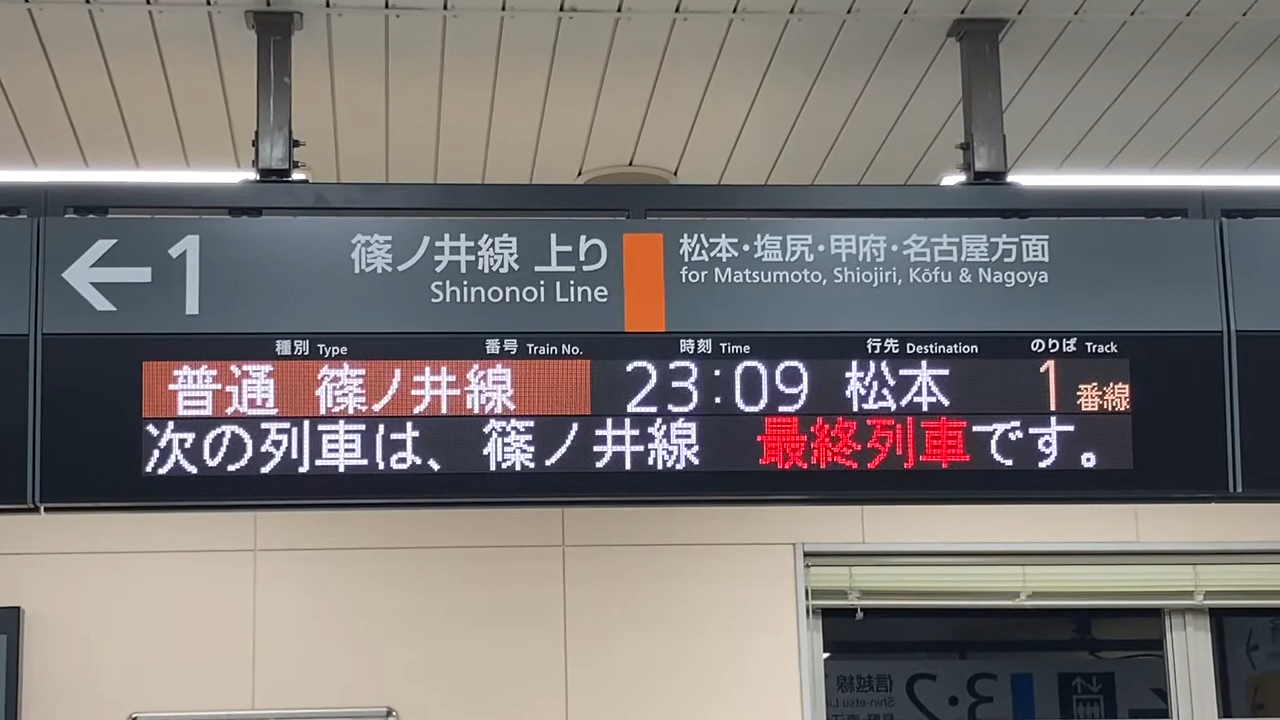 ←1
篠ノ井線 上り
Shinonoi Line
松本・塩尻・甲府・名古屋方面
for Matsumoto, Shiojiri, Kōfu & Nagoya
種別 Type 番号 Train No. 時刻 Time 行先 Destination のりば Track
普通 篠ノ井線 23:09 松本 1番線
次の列車は、篠ノ井線 最終列車です。
信越線
3・2